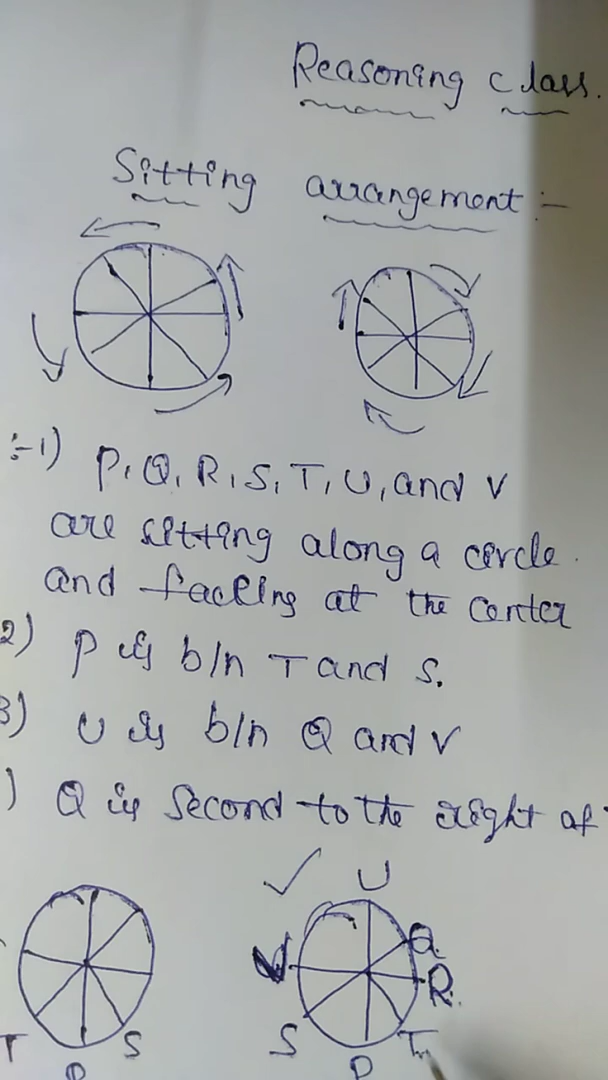 Reasoning class.
Sitting arrangement :-
:-1) P, Q, R, S, T, U, and V
are sitting along a circle.
and facing at the center
2) P is b/n T and S.
3) U is b/n Q and V
) Q is second to the right of T
U
Q
V
R.
S T
T S
P P